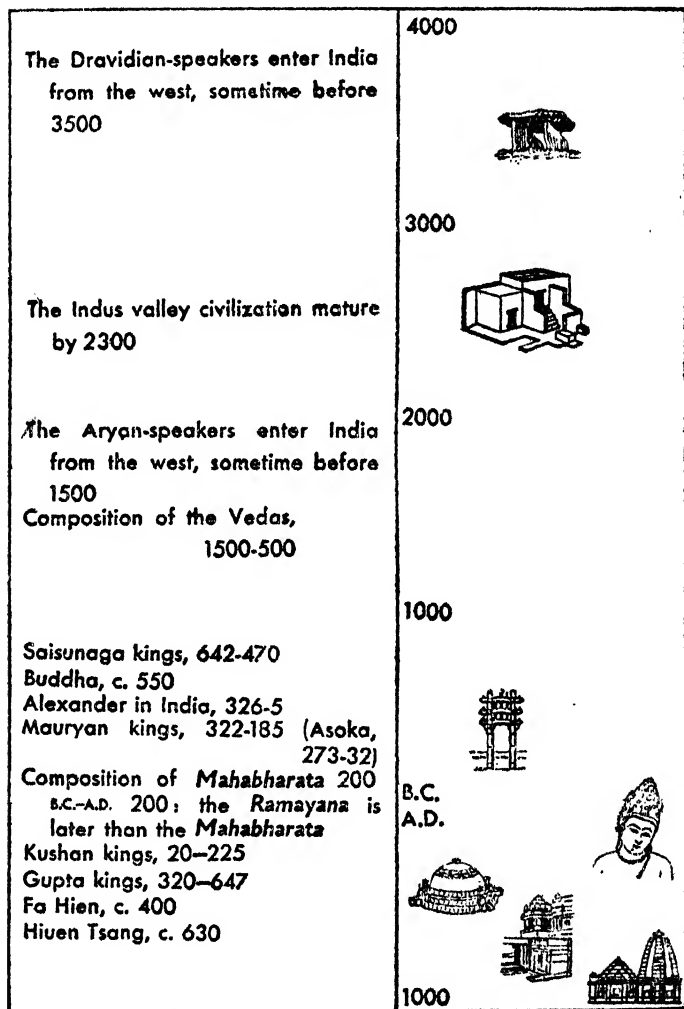 The Dravidian-speakers enter India
from the west, sometime before
3500
The Indus valley civilization mature
by 2300
The Aryan-speakers enter India
from the west, sometime before
1500
Composition of the Vedas,
1500-500
Saisunaga kings, 642-470
Buddha, c. 550
Alexander in India, 326-5
Mauryan kings, 322-185 (Asoka,
273-32)
Composition of Mahabharata 200
B.C.–A.D. 200: the Ramayana is
later than the Mahabharata
Kushan kings, 20–225
Gupta kings, 320–647
Fa Hien, c. 400
Hiuen Tsang, c. 630
4000
3000
2000
1000
B.C.
A.D.
1000